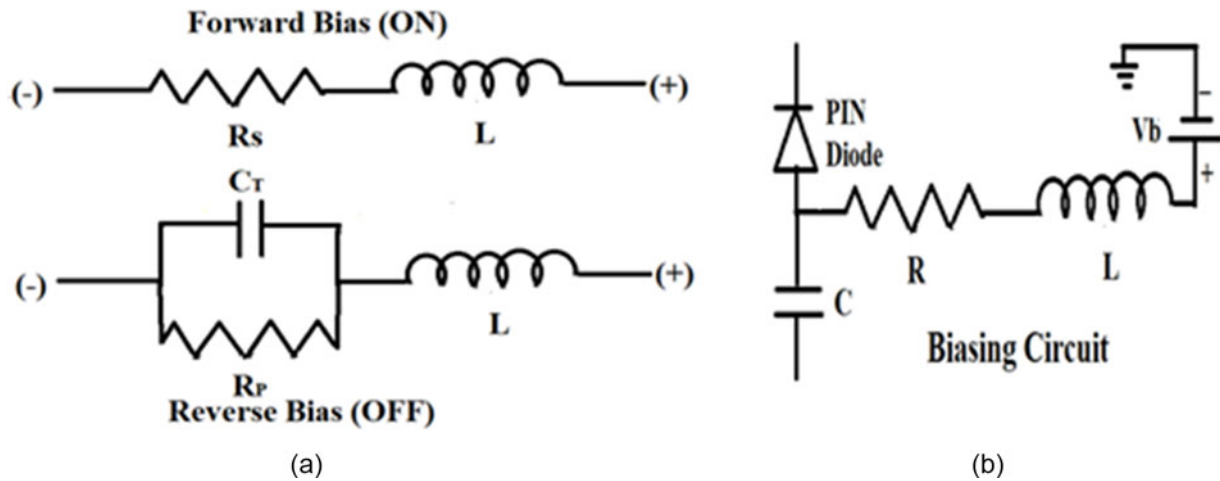 Forward Bias (ON)
(-)
(+)
Rs
L
CT
(-)
(+)
L
RP
Reverse Bias (OFF)
(a)
PIN
Diode
Vb
-
+
R
L
C
Biasing Circuit
(b)